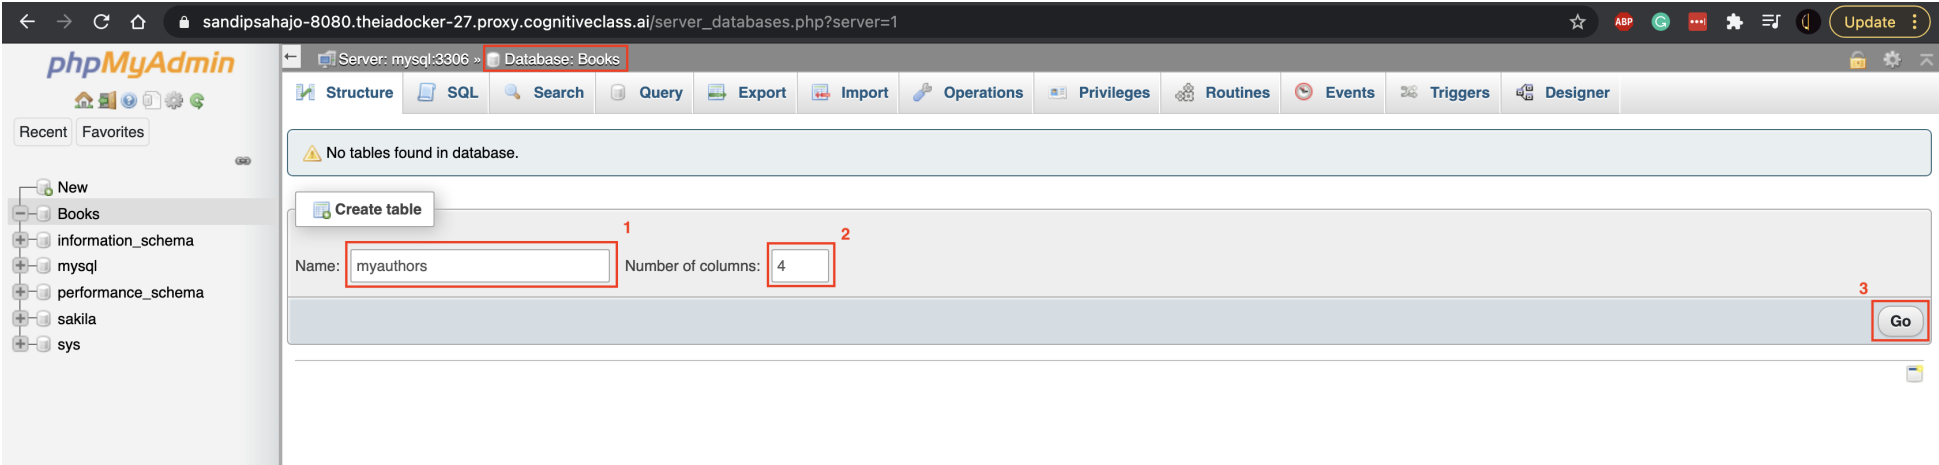 sandipsahajo-8080.theiadocker-27.proxy.cognitiveclass.ai/server_databases.php?server=1
ABP
Update
phpMyAdmin
Server: mysql:3306 » Database: Books
Structure SQL Search Query Export Import Operations Privileges Routines Events Triggers Designer
Recent Favorites
No tables found in database.
New
Books
information_schema
mysql
performance_schema
sakila
sys
Create table
1
2
Name: myauthors Number of columns: 4
3
Go